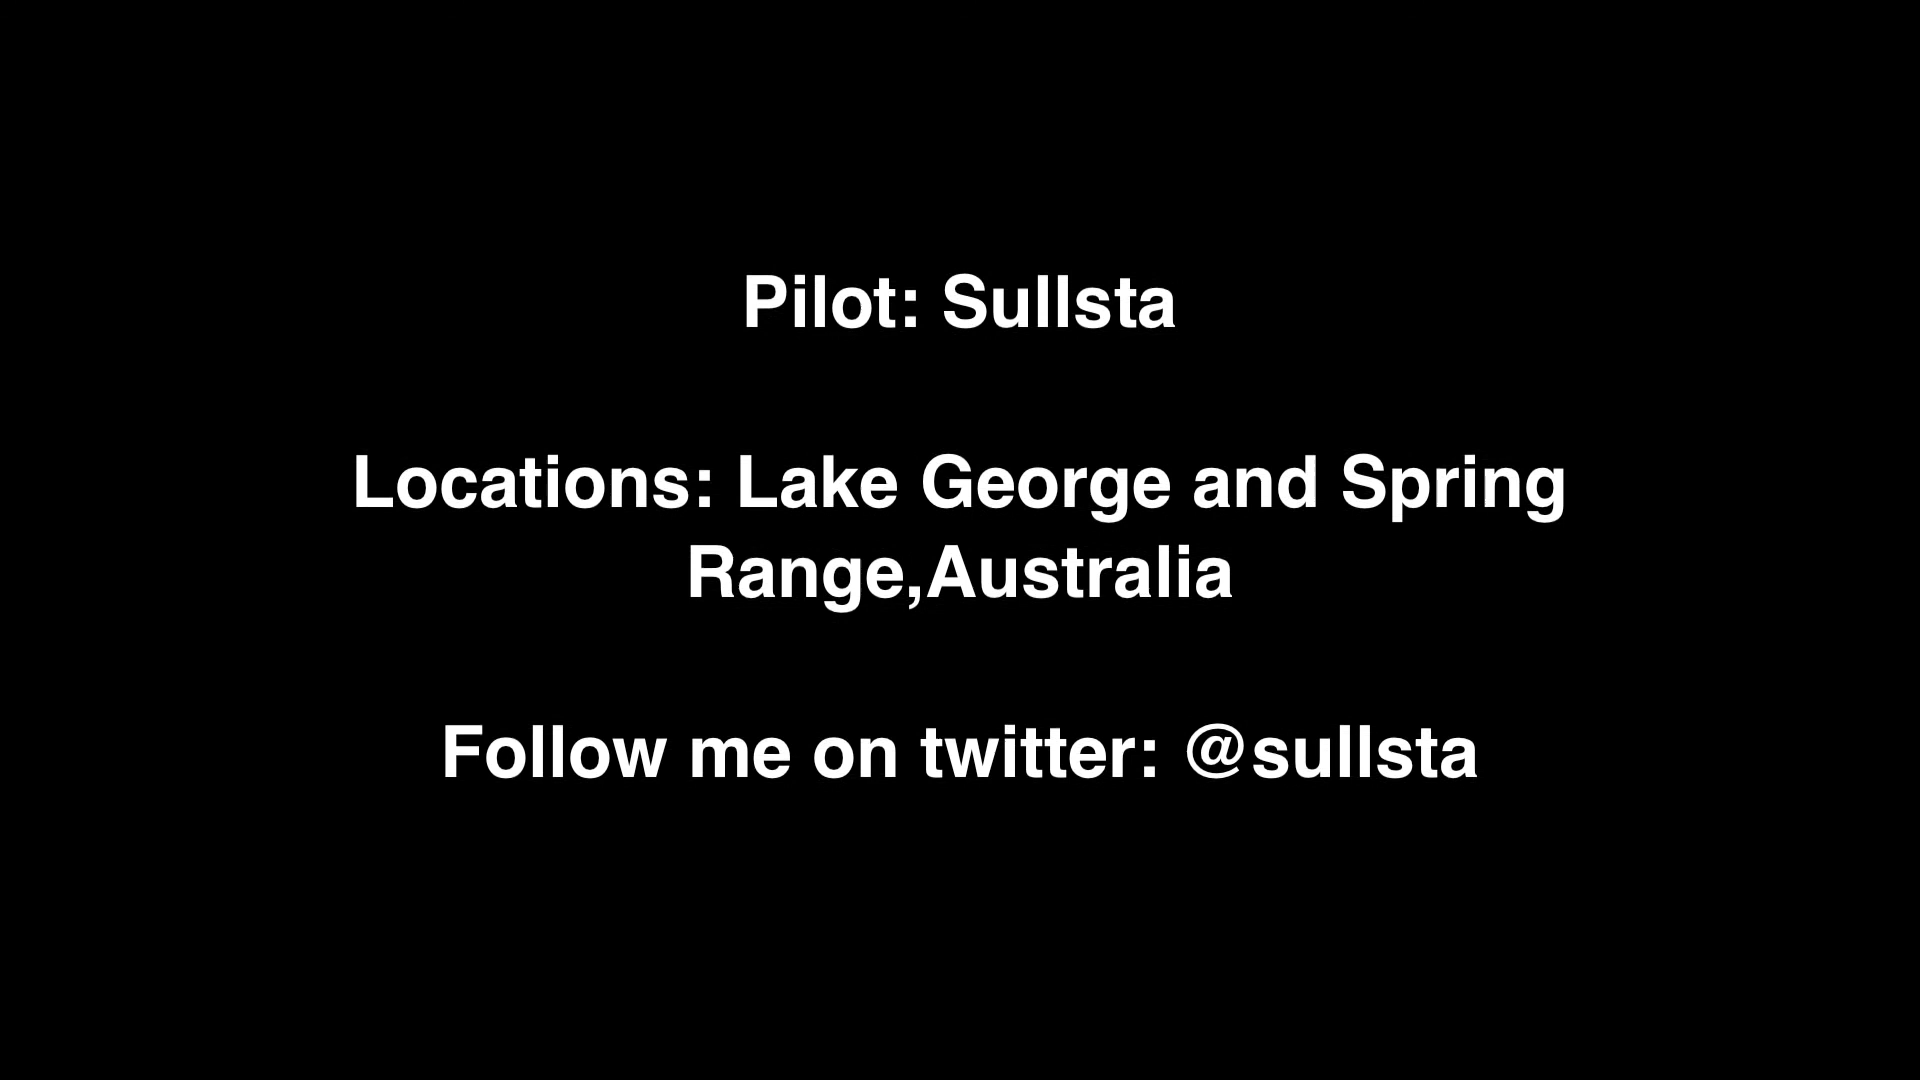 Pilot: Sullsta
Locations: Lake George and Spring
Range,Australia
Follow me on twitter: @sullsta